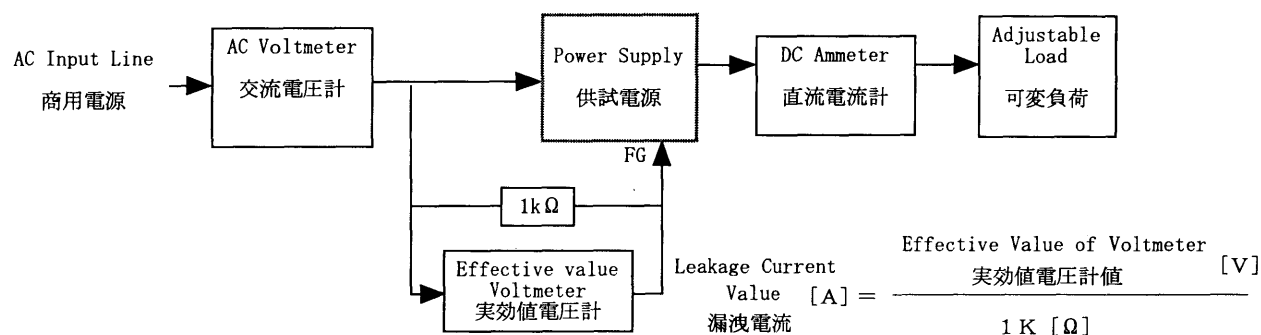 AC Input Line
商用電源
AC Voltmeter
交流電圧計
Power Supply
供試電源
DC Ammeter
直流電流計
Adjustable
Load
可変負荷
FG
1kΩ
Effective value
Voltmeter
実効値電圧計
Leakage Current
Value [A] =
漏洩電流
Effective Value of Voltmeter
実効値電圧計値 [V]
1K [Ω]